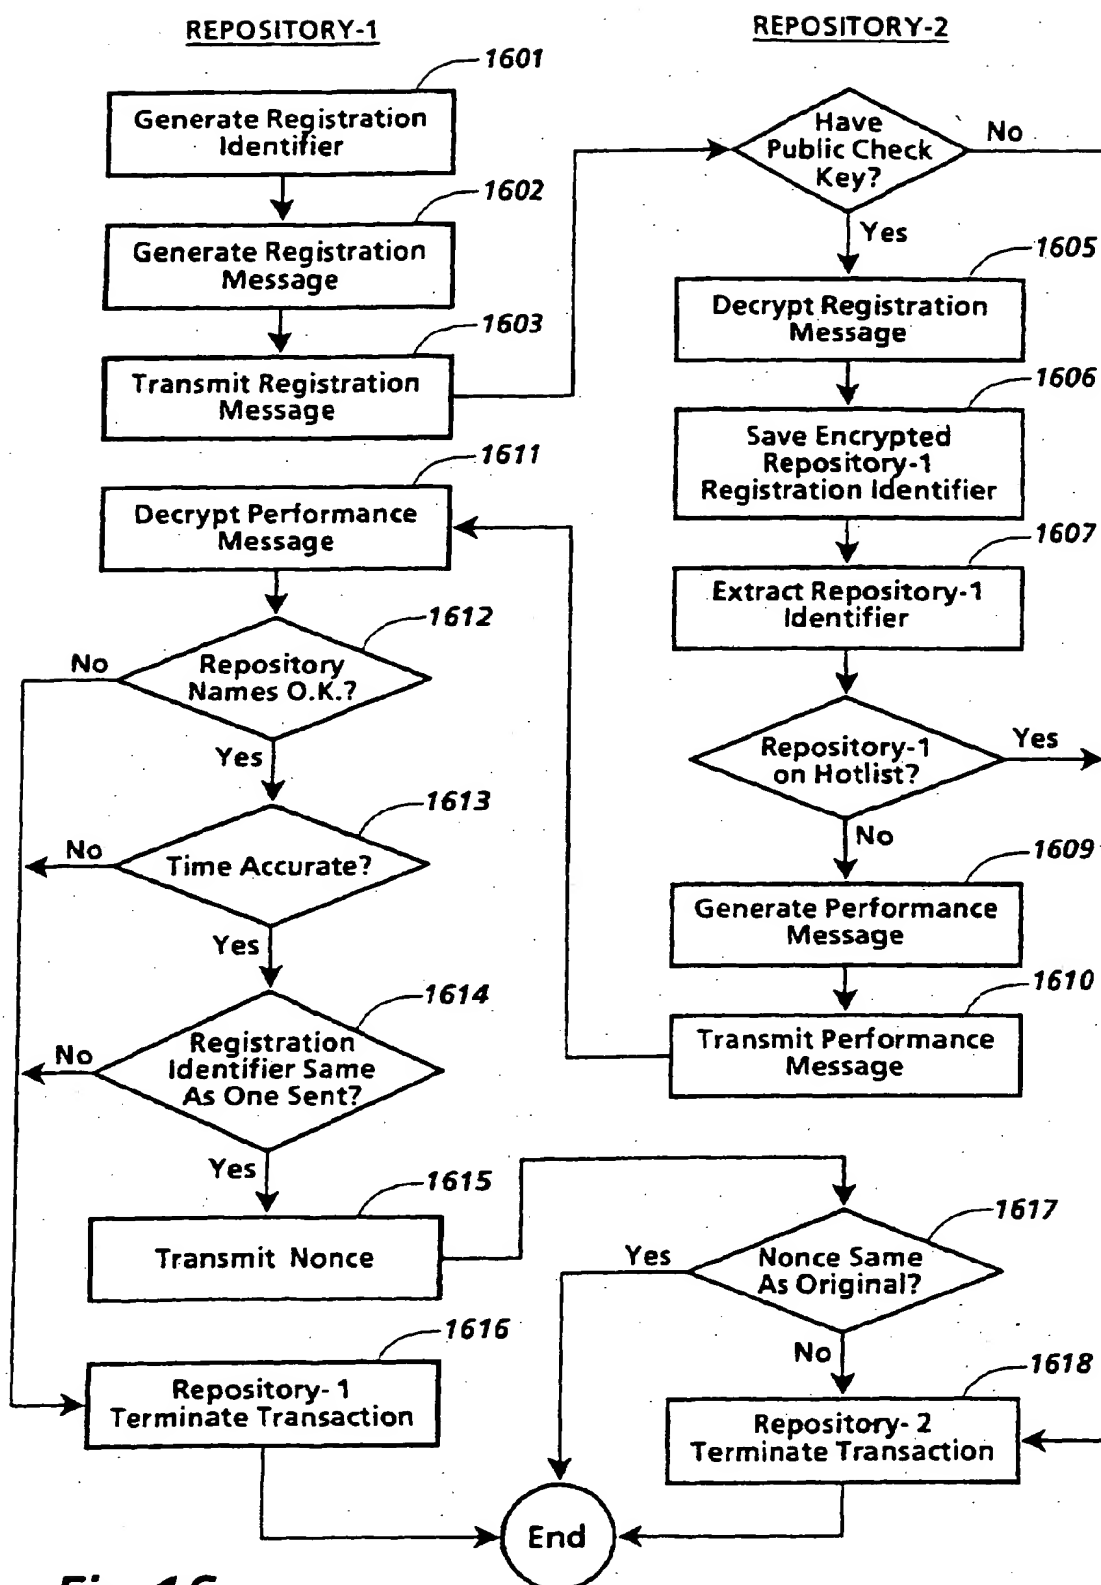 REPOSITORY-1
1601
Generate Registration
Identifier
1602
Generate Registration
Message
1603
Transmit Registration
Message
1611
Decrypt Performance
Message
1612
No
Repository
Names O.K.?
Yes
1613
No
Time Accurate?
Yes
1614
No
Registration
Identifier Same
As One Sent?
Yes
1615
Transmit Nonce
1616
Repository- 1
Terminate Transaction
REPOSITORY-2
Have
Public Check
Key?
No
Yes
1605
Decrypt Registration
Message
1606
Save Encrypted
Repository-1
Registration Identifier
1607
Extract Repository-1
Identifier
Repository-1
on Hotlist?
Yes
No
1609
Generate Performance
Message
1610
Transmit Performance
Message
1617
Yes
Nonce Same
As Original?
No
1618
Repository- 2
Terminate Transaction
End